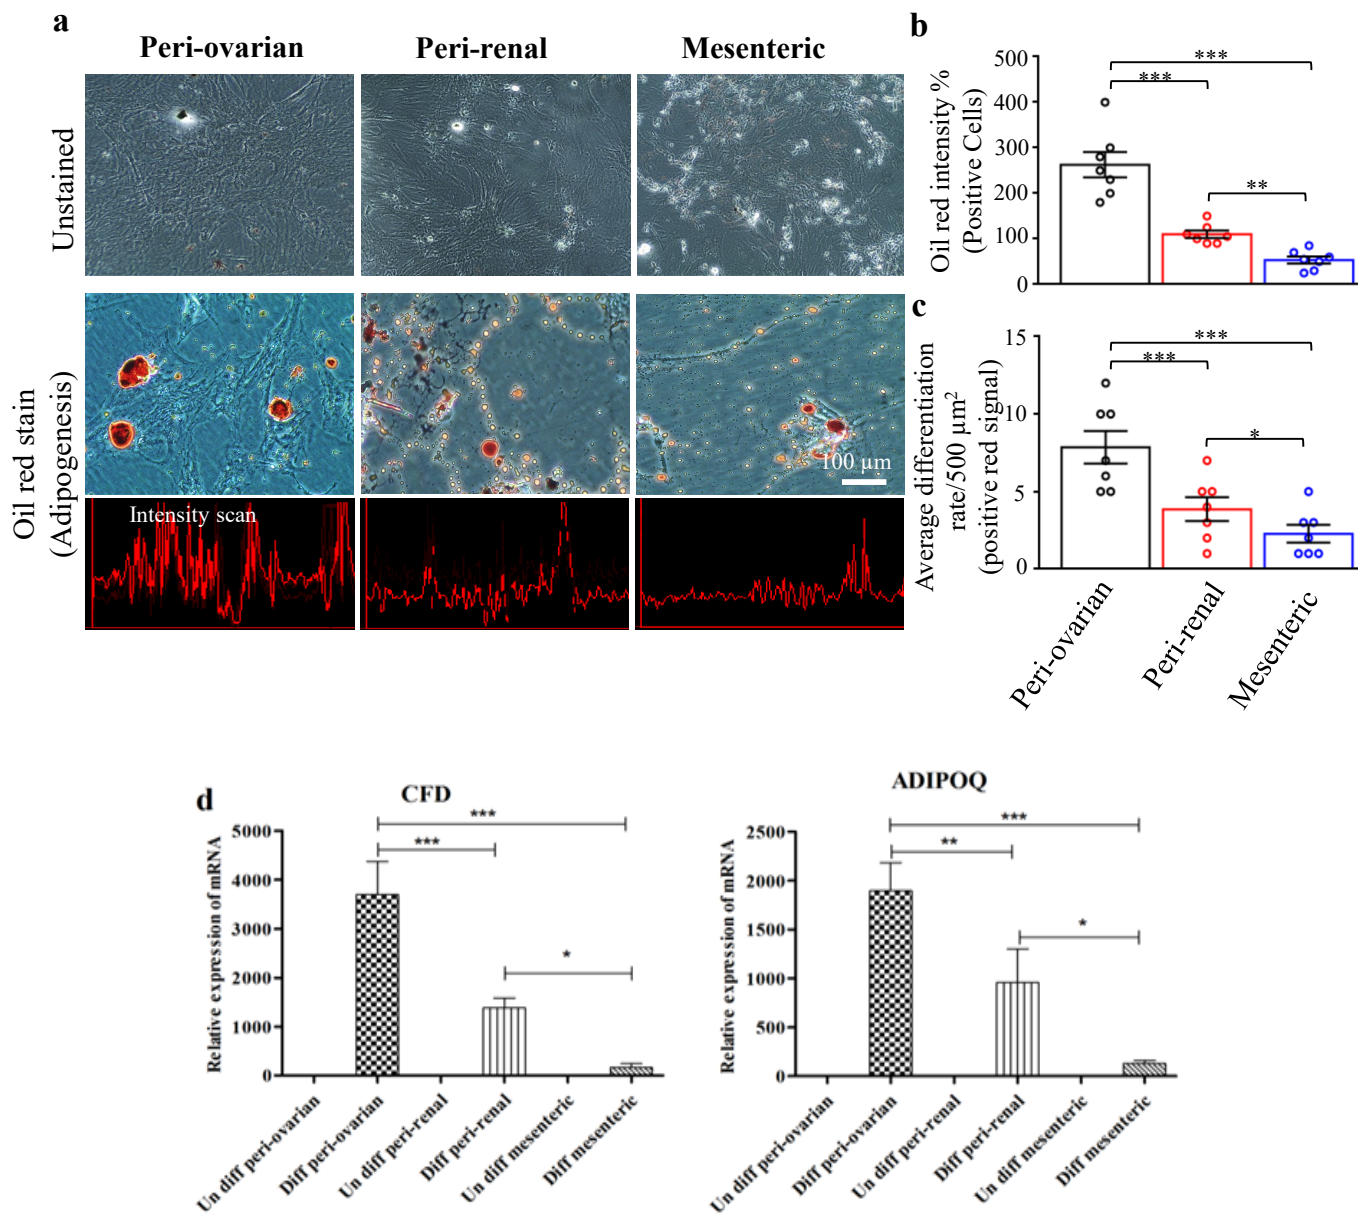 a
Peri-ovarian
Peri-renal
Mesenteric
Unstained
Oil red stain
(Adipogenesis)
100 µm
Intensity scan
b
Oil red intensity %
(Positive Cells)
500
400
300
200
100
0
***
***
**
c
Average differentiation
rate/500 µm²
(positive red signal)
15
10
5
0
***
***
*
Peri-ovarian
Peri-renal
Mesenteric
d
CFD
Relative expression of mRNA
5000
4000
3000
2000
1000
0
***
***
*
Un diff peri-ovarian
Diff peri-ovarian
Un diff peri-renal
Diff peri-renal
Un diff mesenteric
Diff mesenteric
ADIPOQ
Relative expression of mRNA
2500
2000
1500
1000
500
0
***
**
*
Un diff peri-ovarian
Diff peri-ovarian
Un diff peri-renal
Diff peri-renal
Un diff mesenteric
Diff mesenteric